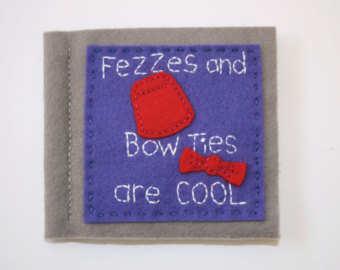 Fezzes and
Bow Ties
are COOL